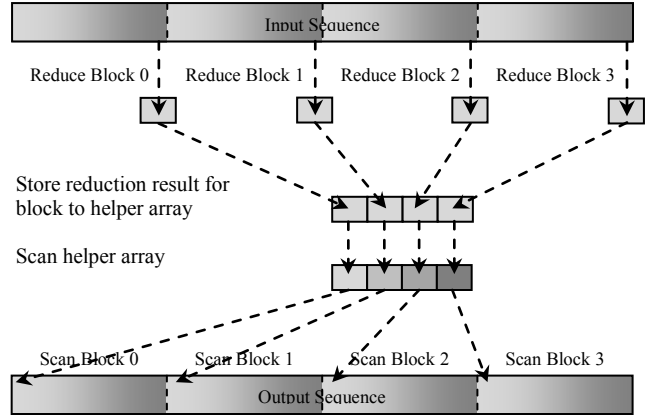 Input Sequence
Reduce Block 0 Reduce Block 1 Reduce Block 2 Reduce Block 3
Store reduction result for
block to helper array
Scan helper array
Scan Block 0 Scan Block 1 Scan Block 2 Scan Block 3
Output Sequence